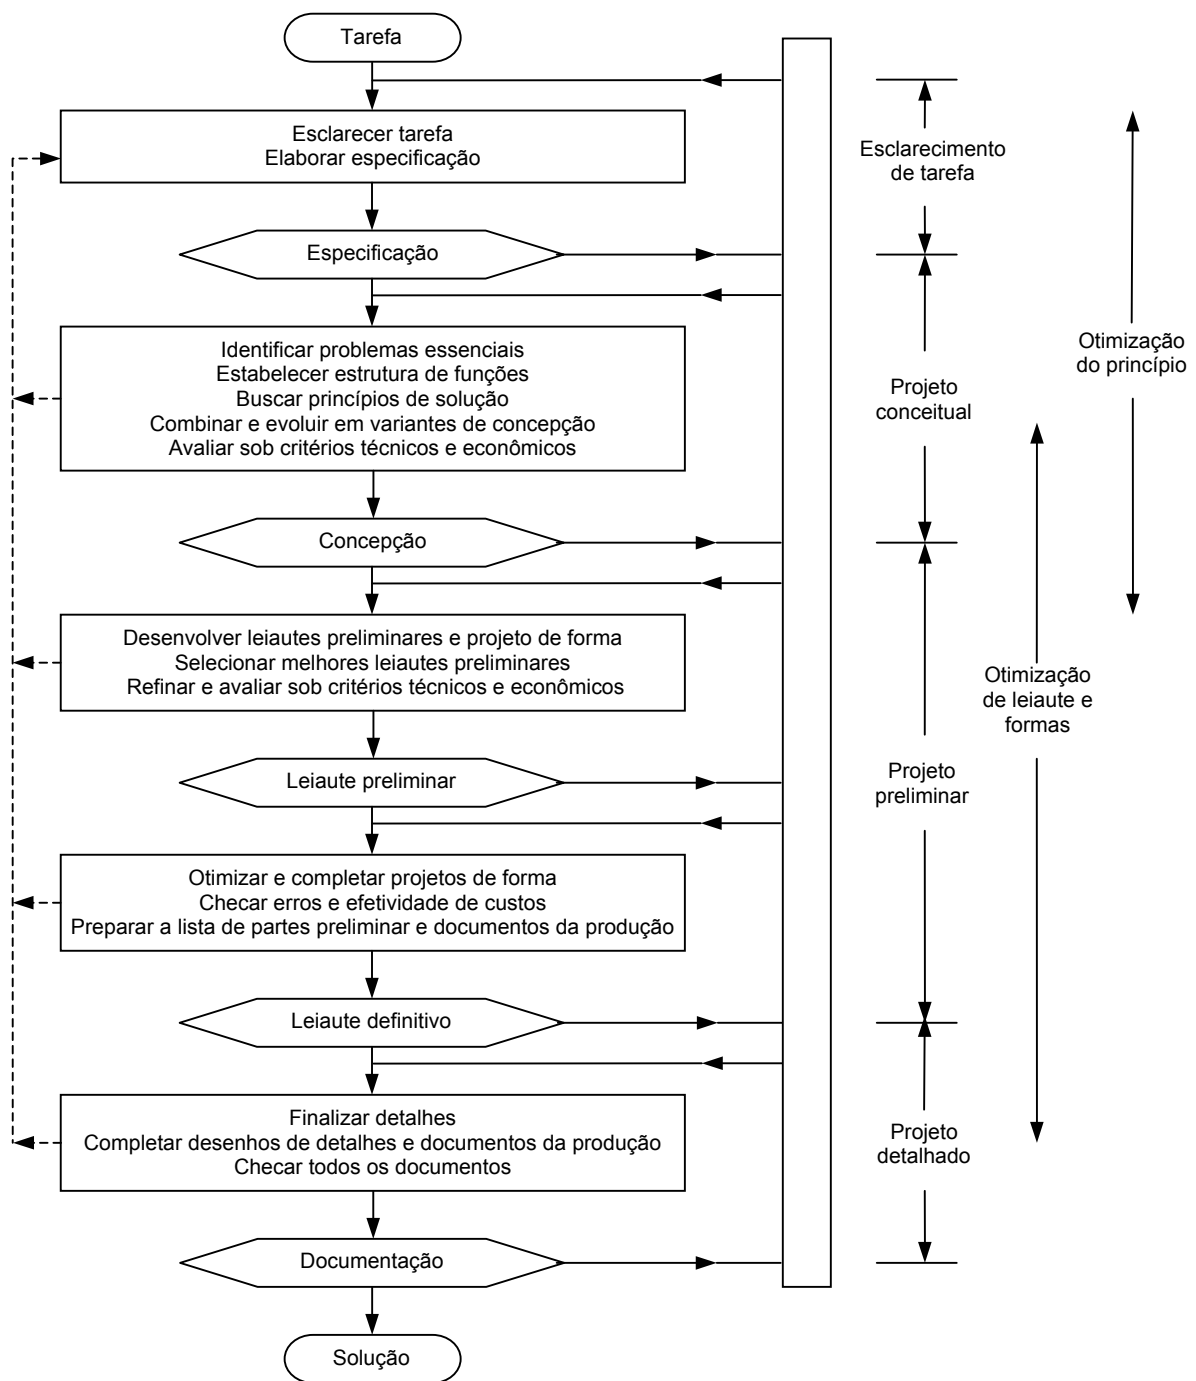 Tarefa
Esclarecer tarefa
Elaborar especificação
Especificação
Identificar problemas essenciais
Estabelecer estrutura de funções
Buscar princípios de solução
Combinar e evoluir em variantes de concepção
Avaliar sob critérios técnicos e econômicos
Concepção
Desenvolver leiautes preliminares e projeto de forma
Selecionar melhores leiautes preliminares
Refinar e avaliar sob critérios técnicos e econômicos
Leiaute preliminar
Otimizar e completar projetos de forma
Checar erros e efetividade de custos
Preparar a lista de partes preliminar e documentos da produção
Leiaute definitivo
Finalizar detalhes
Completar desenhos de detalhes e documentos da produção
Checar todos os documentos
Documentação
Solução
Esclarecimento
de tarefa
Projeto
conceitual
Projeto
preliminar
Projeto
detalhado
Otimização
de leiaute e
formas
Otimização
do princípio